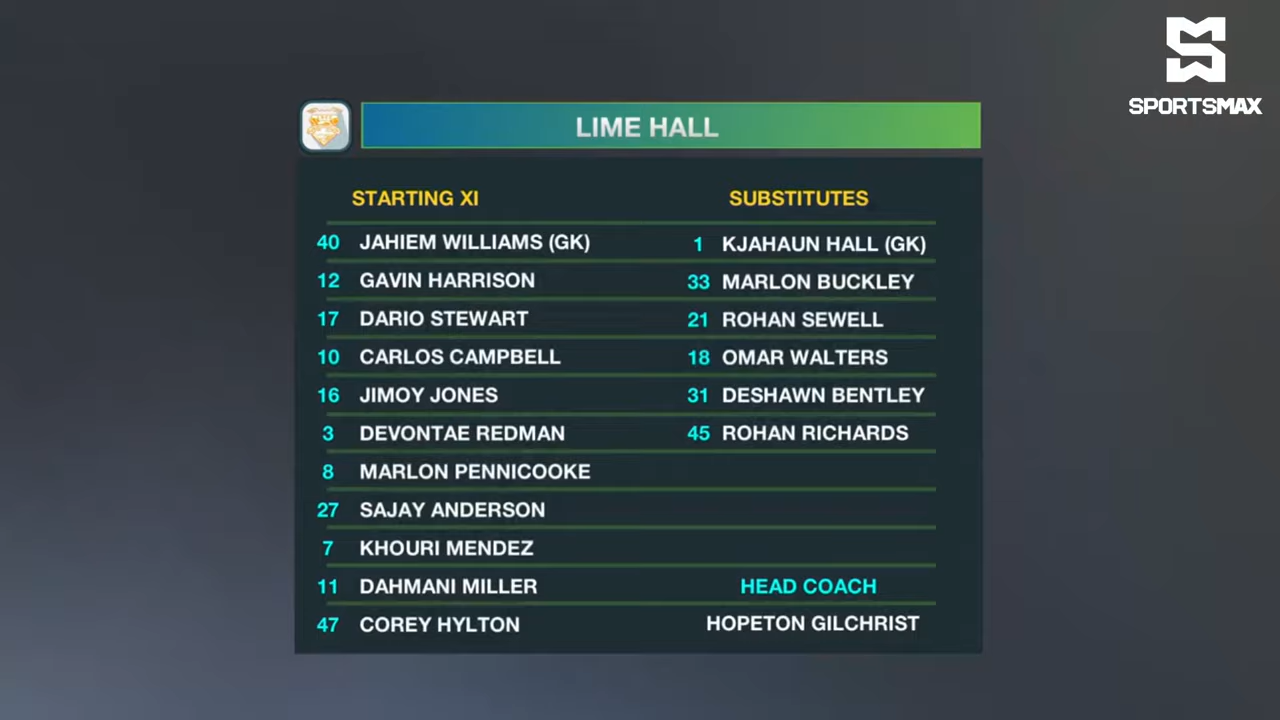 SPORTSMAX
LIME HALL
STARTING XI
40 JAHIEM WILLIAMS (GK)
12 GAVIN HARRISON
17 DARIO STEWART
10 CARLOS CAMPBELL
16 JIMOY JONES
3 DEVONTAE REDMAN
8 MARLON PENNICOOKE
27 SAJAY ANDERSON
7 KHOURI MENDEZ
11 DAHMANI MILLER
47 COREY HYLTON
SUBSTITUTES
1 KJAHAUN HALL (GK)
33 MARLON BUCKLEY
21 ROHAN SEWELL
18 OMAR WALTERS
31 DESHAWN BENTLEY
45 ROHAN RICHARDS
HEAD COACH
HOPETON GILCHRIST